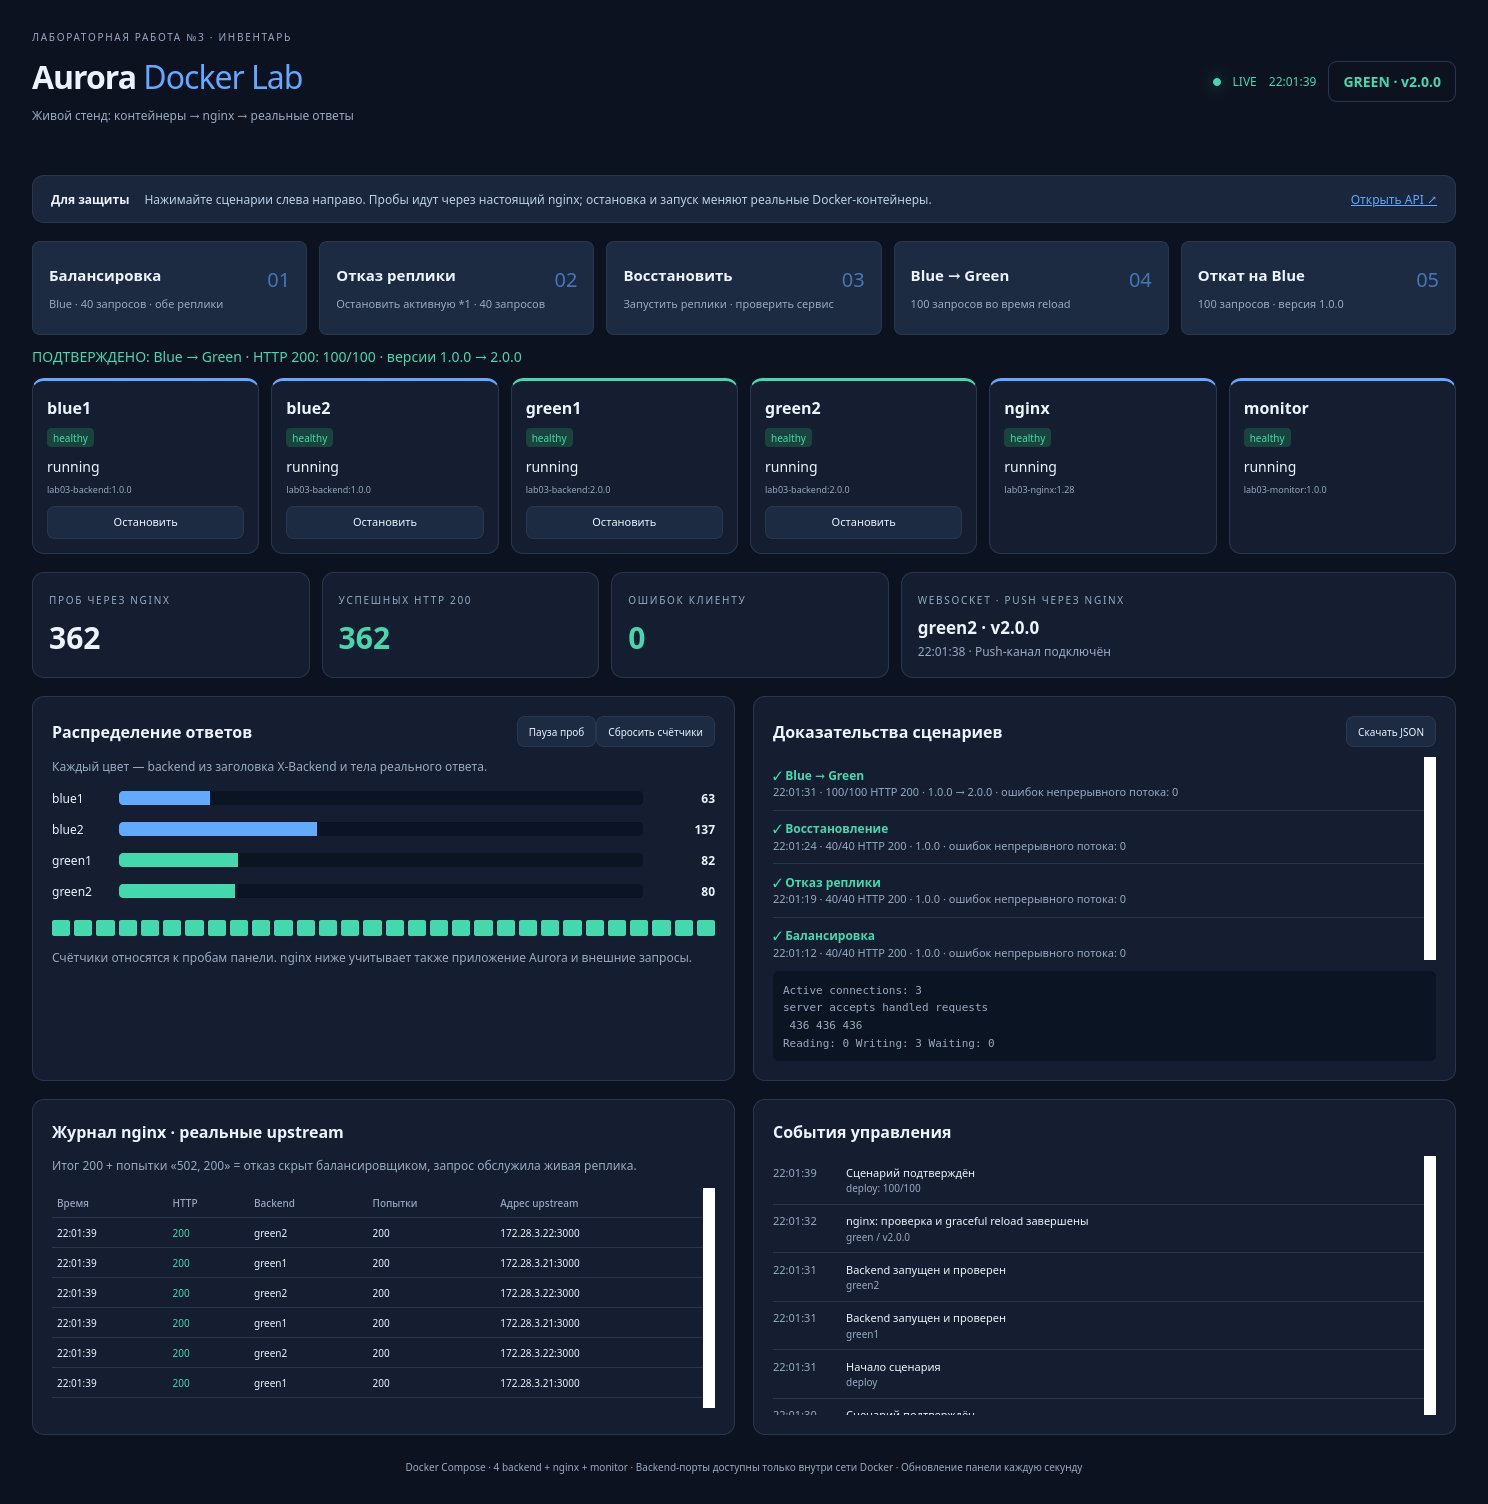 ЛАБОРАТОРНАЯ РАБОТА №3 · ИНВЕНТАРЬ
Aurora Docker Lab
Живой стенд: контейнеры → nginx → реальные ответы
LIVE 22:01:39 GREEN · v2.0.0
Для защиты Нажимайте сценарии слева направо. Пробы идут через настоящий nginx; остановка и запуск меняют реальные Docker-контейнеры. Открыть API ↗
Балансировка 01
Blue · 40 запросов · обе реплики
Отказ реплики 02
Остановить активную *1 · 40 запросов
Восстановить 03
Запустить реплики · проверить сервис
Blue → Green 04
100 запросов во время reload
Откат на Blue 05
100 запросов · версия 1.0.0
ПОДТВЕРЖДЕНО: Blue → Green · HTTP 200: 100/100 · версии 1.0.0 → 2.0.0
blue1
healthy
running
lab03-backend:1.0.0
Остановить
blue2
healthy
running
lab03-backend:1.0.0
Остановить
green1
healthy
running
lab03-backend:2.0.0
Остановить
green2
healthy
running
lab03-backend:2.0.0
Остановить
nginx
healthy
running
lab03-nginx:1.28
monitor
healthy
running
lab03-monitor:1.0.0
ПРОБ ЧЕРЕЗ NGINX
362
УСПЕШНЫХ HTTP 200
362
ОШИБОК КЛИЕНТУ
0
WEBSOCKET · PUSH ЧЕРЕЗ NGINX
green2 · v2.0.0
22:01:38 · Push-канал подключён
Распределение ответов Пауза проб Сбросить счётчики
Каждый цвет — backend из заголовка X-Backend и тела реального ответа.
blue1 63
blue2 137
green1 82
green2 80
Счётчики относятся к пробам панели. nginx ниже учитывает также приложение Aurora и внешние запросы.
Доказательства сценариев Скачать JSON
✓ Blue → Green
22:01:31 · 100/100 HTTP 200 · 1.0.0 → 2.0.0 · ошибок непрерывного потока: 0
✓ Восстановление
22:01:24 · 40/40 HTTP 200 · 1.0.0 · ошибок непрерывного потока: 0
✓ Отказ реплики
22:01:19 · 40/40 HTTP 200 · 1.0.0 · ошибок непрерывного потока: 0
✓ Балансировка
22:01:12 · 40/40 HTTP 200 · 1.0.0 · ошибок непрерывного потока: 0
Active connections: 3
server accepts handled requests
436 436 436
Reading: 0 Writing: 3 Waiting: 0
Журнал nginx · реальные upstream
Итог 200 + попытки «502, 200» = отказ скрыт балансировщиком, запрос обслужила живая реплика.
Время HTTP Backend Попытки Адрес upstream
22:01:39 200 green2 200 172.28.3.22:3000
22:01:39 200 green1 200 172.28.3.21:3000
22:01:39 200 green2 200 172.28.3.22:3000
22:01:39 200 green1 200 172.28.3.21:3000
22:01:39 200 green2 200 172.28.3.22:3000
22:01:39 200 green1 200 172.28.3.21:3000
События управления
22:01:39 Сценарий подтверждён
deploy: 100/100
22:01:32 nginx: проверка и graceful reload завершены
green / v2.0.0
22:01:31 Backend запущен и проверен
green2
22:01:31 Backend запущен и проверен
green1
22:01:31 Начало сценария
deploy
22:01:30 Сценарий подтверждён
Docker Compose · 4 backend + nginx + monitor · Backend-порты доступны только внутри сети Docker · Обновление панели каждую секунду